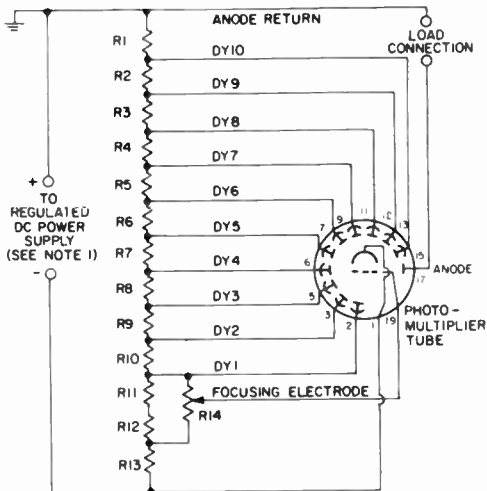 ANODE RETURN
LOAD
CONNECTION
R1
DY10
R2
DY9
R3
DY8
R4
DY7
R5
DY6
R6
DY5
R7
DY4
R8
DY3
R9
DY2
R10
DY1
R11
FOCUSING ELECTRODE
R14
R12
R13
+
TO
REGULATED
DC POWER
SUPPLY
(SEE NOTE 1)
-
7
9
11
12
13
15
17
ANODE
6
5
3
2
1
19
PHOTO-
MULTIPLIER
TUBE